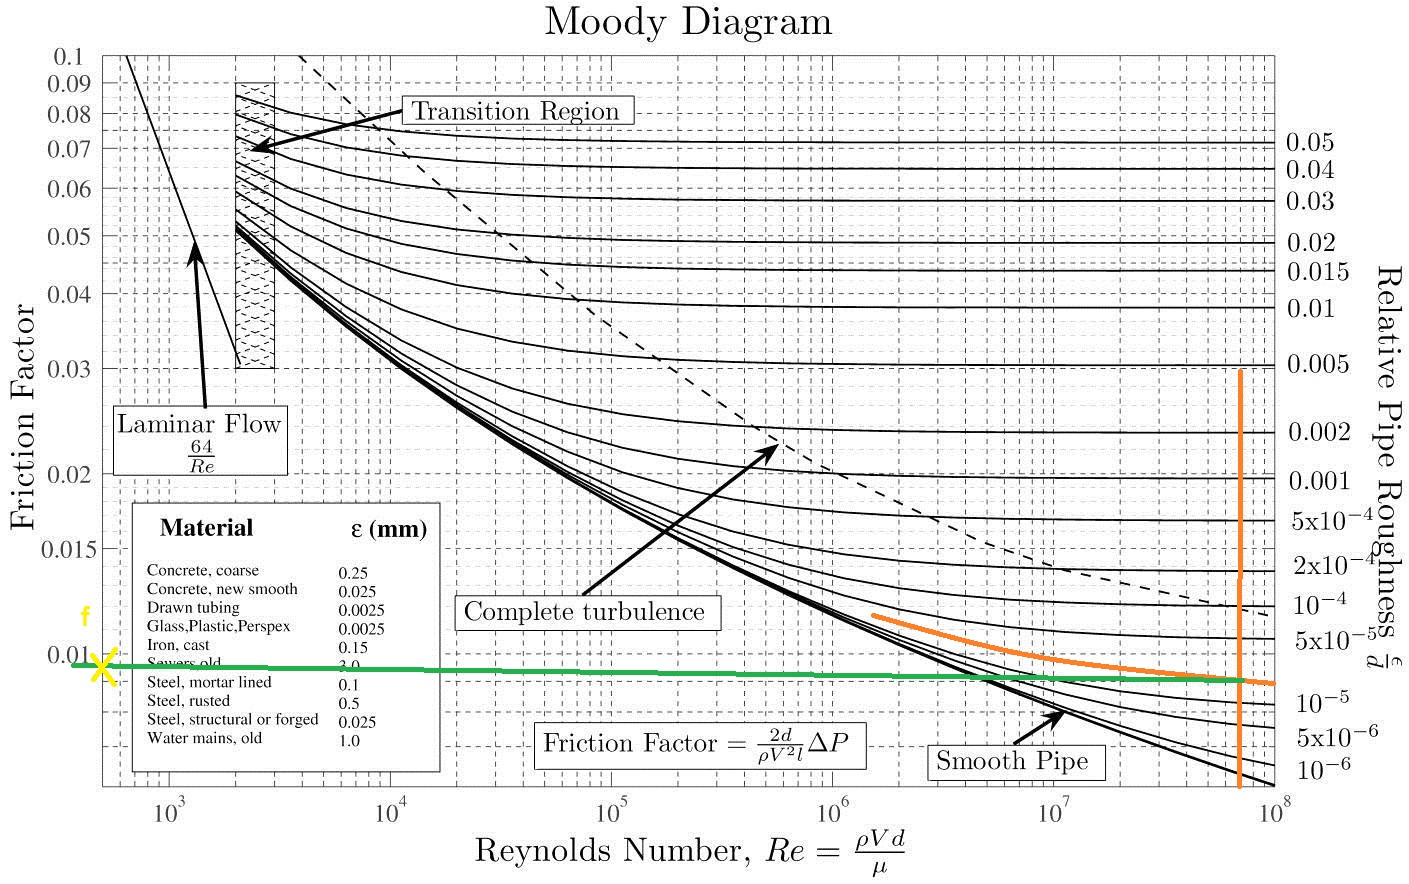 Moody Diagram
0.1
0.09
0.08
0.07
0.06
0.05
0.04
0.03
0.02
0.015
0.01
Friction Factor
Transition Region
Laminar Flow
64
Re
Complete turbulence
Smooth Pipe
Friction Factor = 2d/ρV²l ΔP
Material ε (mm)
Concrete, coarse 0.25
Concrete, new smooth 0.025
Drawn tubing 0.0025
Glass,Plastic,Perspex 0.0025
Iron, cast 0.15
Sewers,old 3.0
Steel, mortar lined 0.1
Steel, rusted 0.5
Steel, structural or forged 0.025
Water mains, old 1.0
f
0.05
0.04
0.03
0.02
0.015
0.01
0.005
0.002
0.001
5x10⁻⁴
2x10⁻⁴
10⁻⁴
5x10⁻⁵
10⁻⁵
5x10⁻⁶
10⁻⁶
Relative Pipe Roughness ϵ/d
10³ 10⁴ 10⁵ 10⁶ 10⁷ 10⁸
Reynolds Number, Re = ρVd/μ